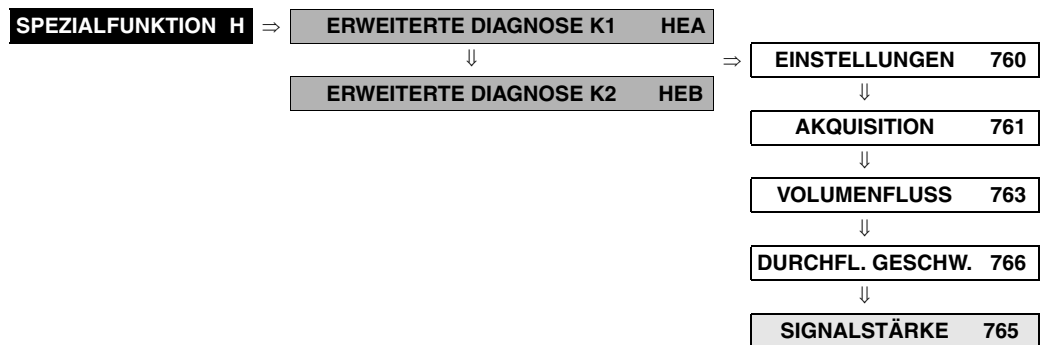 SPEZIALFUNKTION H ⇒ ERWEITERTE DIAGNOSE K1 HEA
⇓ ⇒ EINSTELLUNGEN 760
ERWEITERTE DIAGNOSE K2 HEB ⇓
AKQUISITION 761
⇓
VOLUMENFLUSS 763
⇓
DURCHFL. GESCHW. 766
⇓
SIGNALSTÄRKE 765